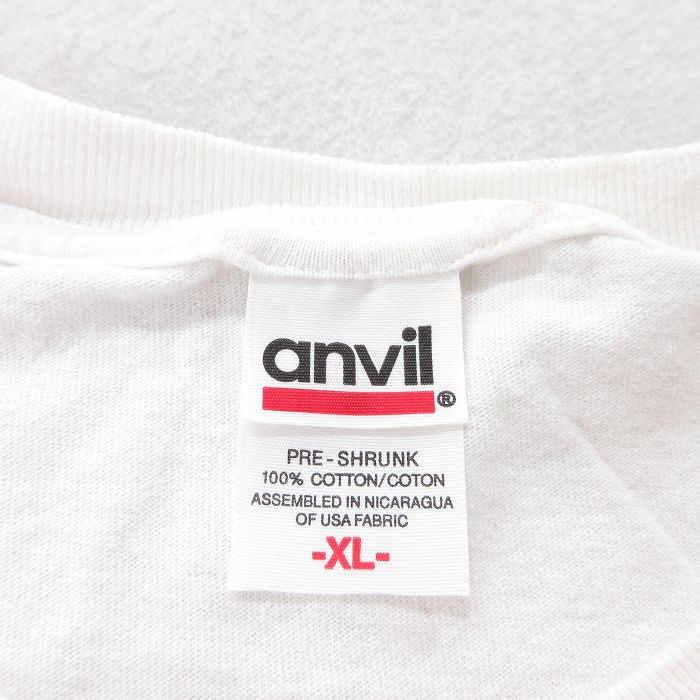 anvil®
PRE-SHRUNK
100% COTTON/COTON
ASSEMBLED IN NICARAGUA
OF USA FABRIC
-XL-